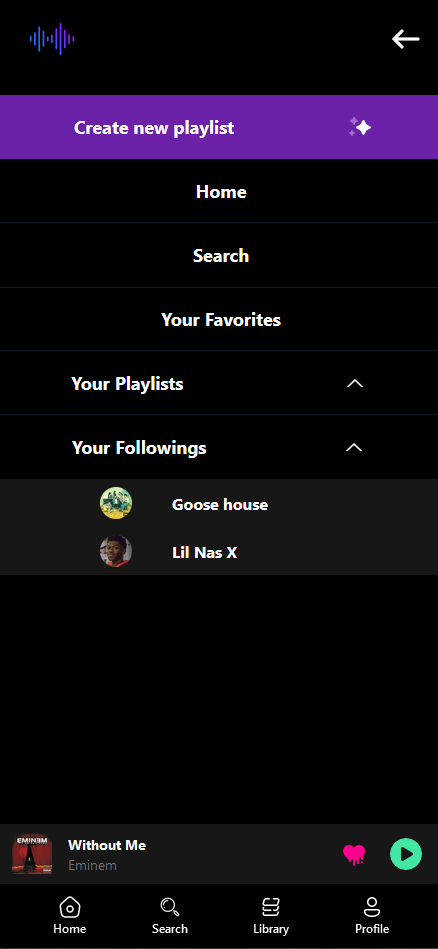 Create new playlist
Home
Search
Your Favorites
Your Playlists
Your Followings
Goose house
Lil Nas X
EMINEM
Without Me
Eminem
Home
Search
Library
Profile